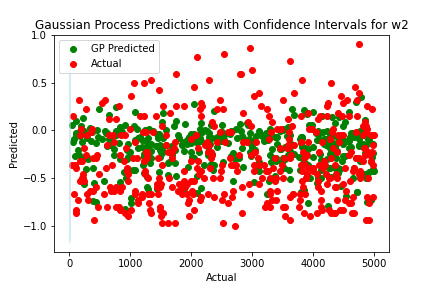 Gaussian Process Predictions with Confidence Intervals for w2
GP Predicted
Actual
1.0
0.5
0.0
−0.5
−1.0
Predicted
0
1000
2000
3000
4000
5000
Actual